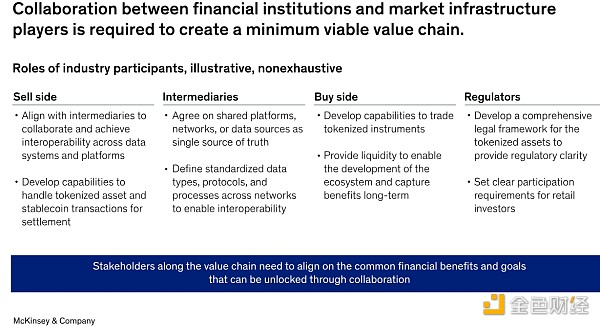 Collaboration between financial institutions and market infrastructure
players is required to create a minimum viable value chain.
Roles of industry participants, illustrative, nonexhaustive
Sell side
• Align with intermediaries to
collaborate and achieve
interoperability across data
systems and platforms
• Develop capabilities to
handle tokenized asset and
stablecoin transactions for
settlement
Intermediaries
• Agree on shared platforms,
networks, or data sources as
single source of truth
• Define standardized data
types, protocols, and
processes across networks
to enable interoperability
Buy side
• Develop capabilities to trade
tokenized instruments
• Provide liquidity to enable
the development of the
ecosystem and capture
benefits long-term
Regulators
• Develop a comprehensive
legal framework for the
tokenized assets to
provide regulatory clarity
• Set clear participation
requirements for retail
investors
Stakeholders along the value chain need to align on the common financial benefits and goals
that can be unlocked through collaboration
McKinsey & Company
金色财经